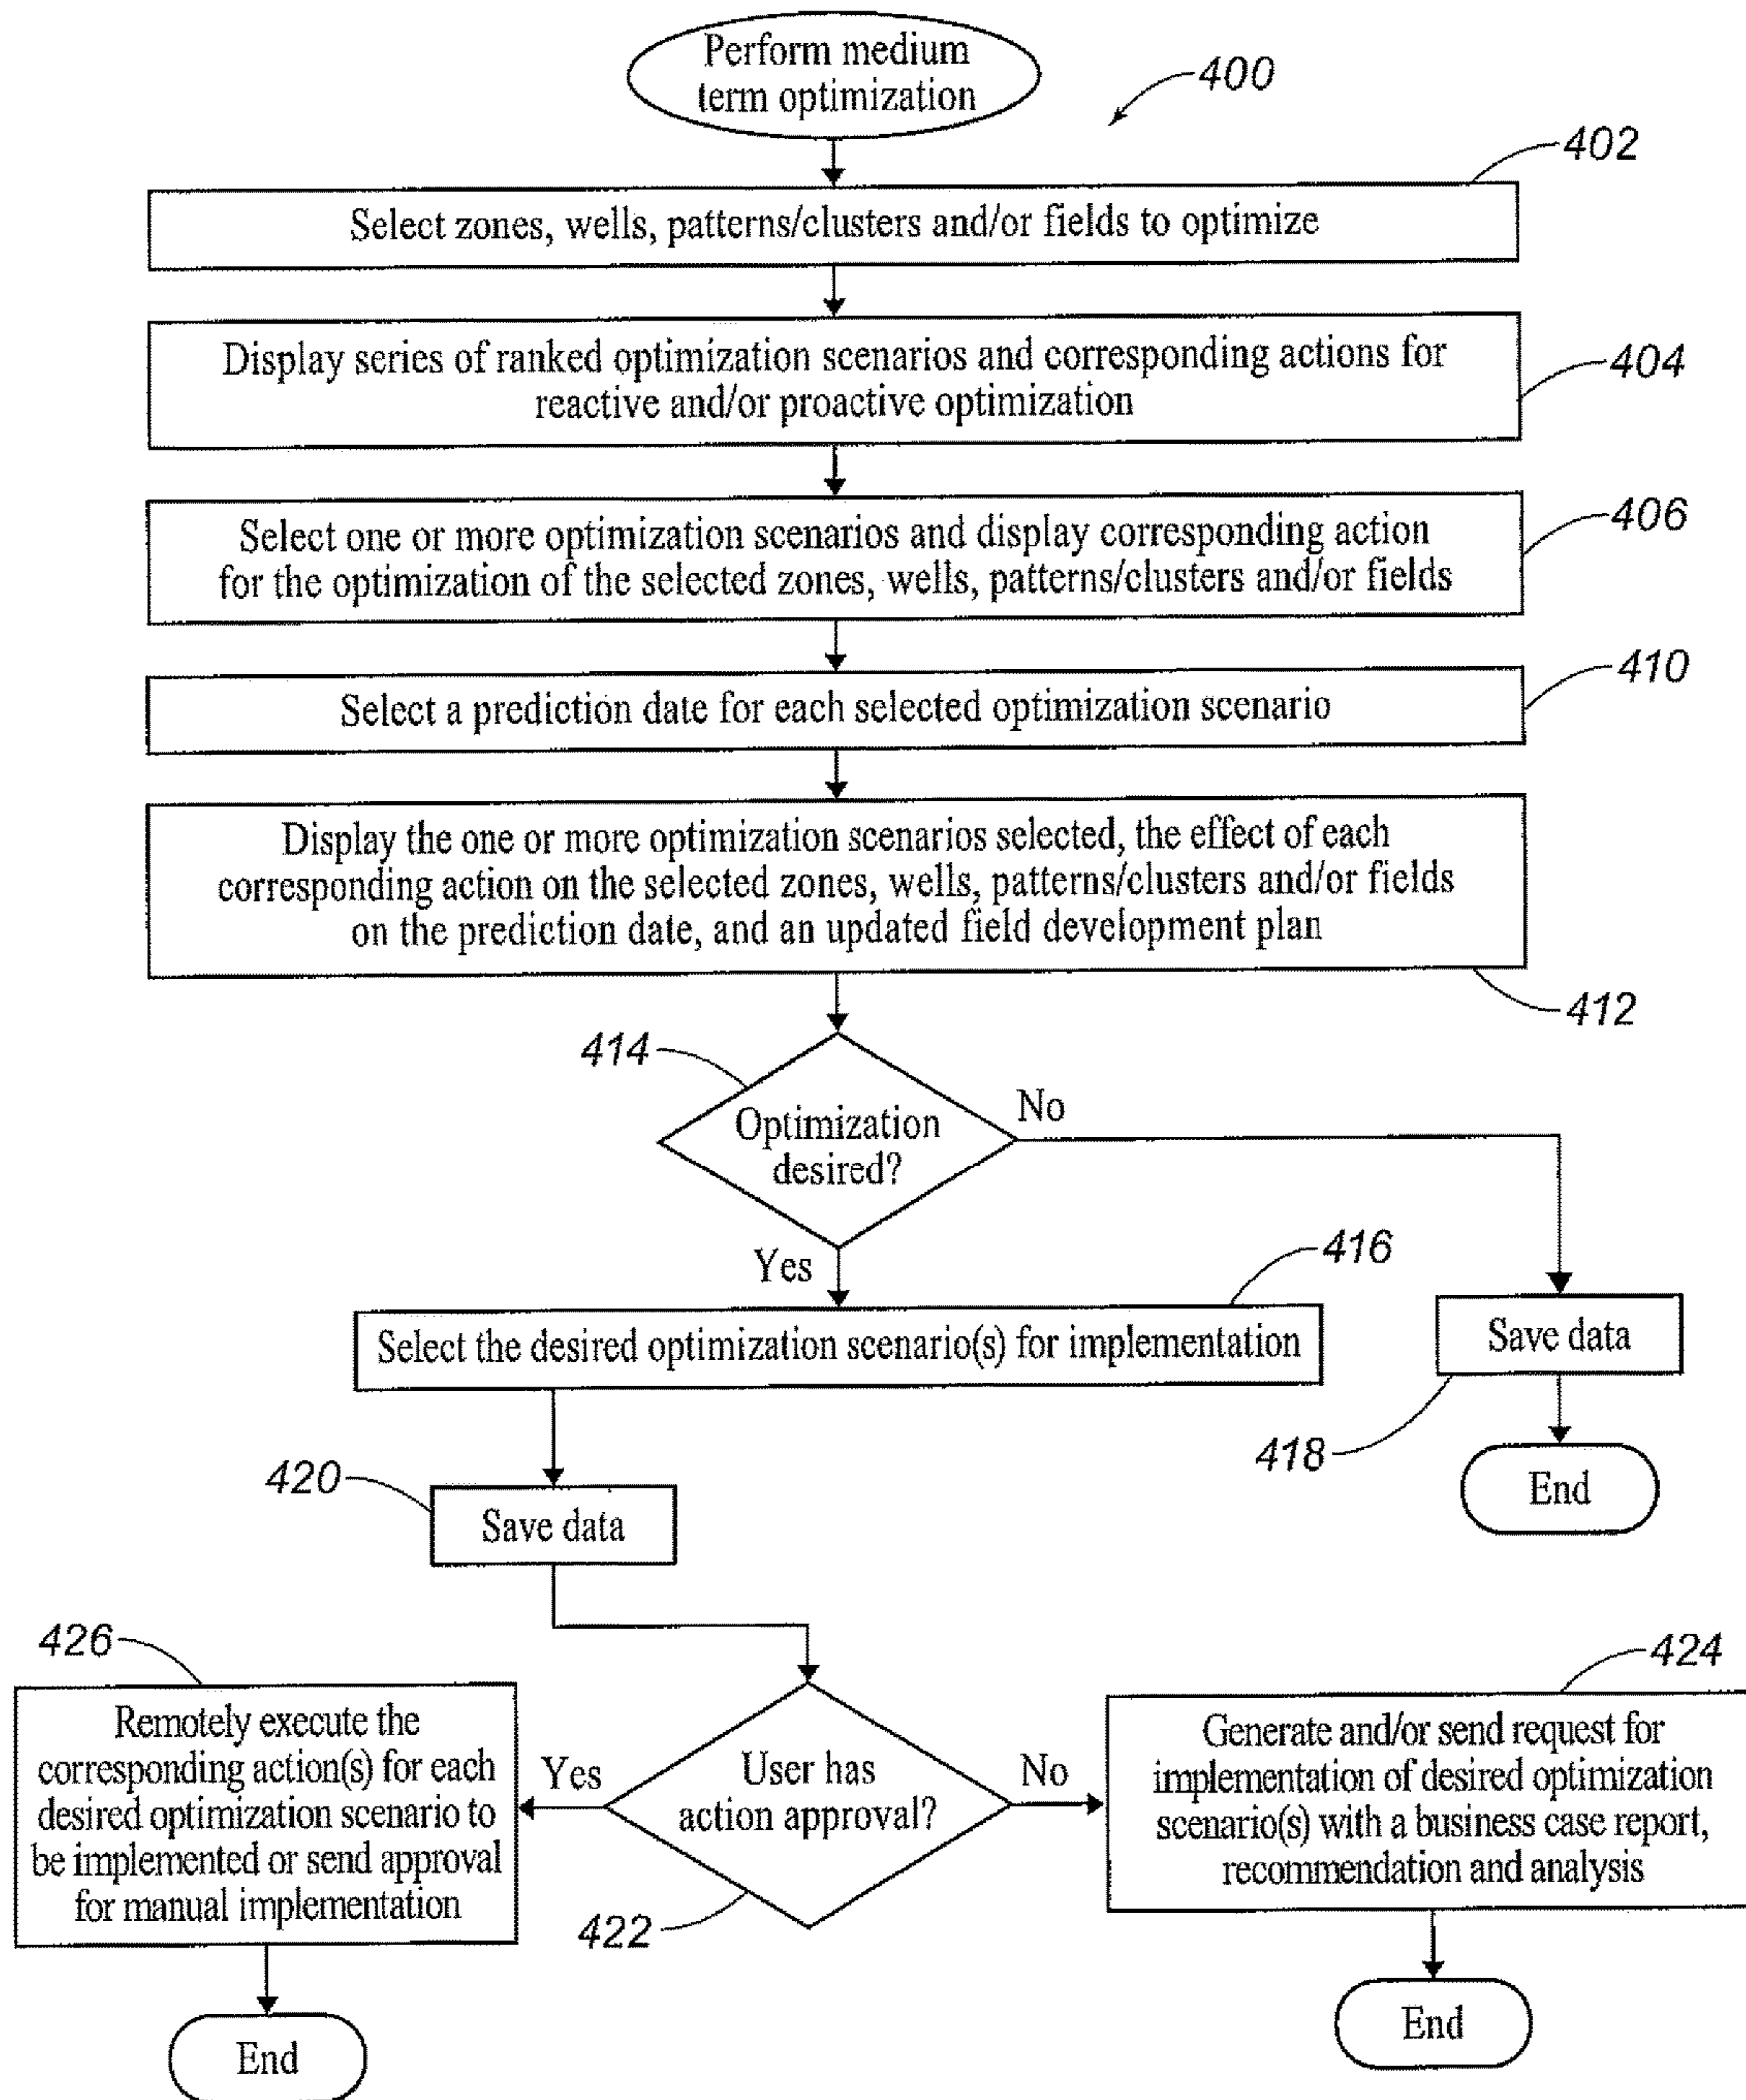 Perform medium
term optimization
400
402
Select zones, wells, patterns/clusters and/or fields to optimize
Display series of ranked optimization scenarios and corresponding actions for
reactive and/or proactive optimization
404
Select one or more optimization scenarios and display corresponding action
for the optimization of the selected zones, wells, patterns/clusters and/or fields
406
Select a prediction date for each selected optimization scenario
410
Display the one or more optimization scenarios selected, the effect of each
corresponding action on the selected zones, wells, patterns/clusters and/or fields
on the prediction date, and an updated field development plan
412
414
Optimization
desired?
No
Yes
416
Select the desired optimization scenario(s) for implementation
Save data
418
End
420
Save data
426
Remotely execute the
corresponding action(s) for each
desired optimization scenario to
be implemented or send approval
for manual implementation
Yes
User has
action approval?
No
422
424
Generate and/or send request for
implementation of desired optimization
scenario(s) with a business case report,
recommendation and analysis
End
End